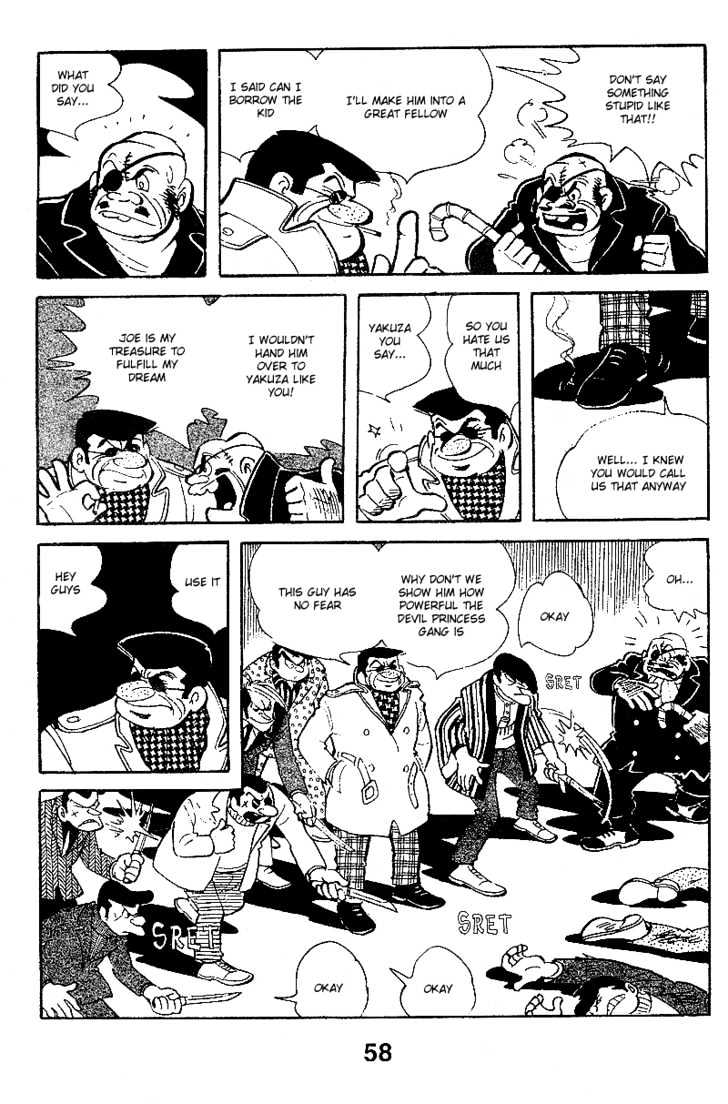 WHAT
DID YOU
SAY...
I SAID CAN I
BORROW THE
KID
I'LL MAKE HIM INTO A
GREAT FELLOW
DON'T SAY
SOMETHING
STUPID LIKE
THAT!!
JOE IS MY
TREASURE TO
FULFILL MY
DREAM
I WOULDN'T
HAND HIM
OVER TO
YAKUZA LIKE
YOU!
YAKUZA
YOU
SAY...
SO YOU
HATE US
THAT
MUCH
WELL... I KNEW
YOU WOULD CALL
US THAT ANYWAY
HEY
GUYS
USE IT
THIS GUY HAS
NO FEAR
WHY DON'T WE
SHOW HIM HOW
POWERFUL THE
DEVIL PRINCESS
GANG IS
OKAY
OH...
SRET
SRET
SRET
OKAY
OKAY
58